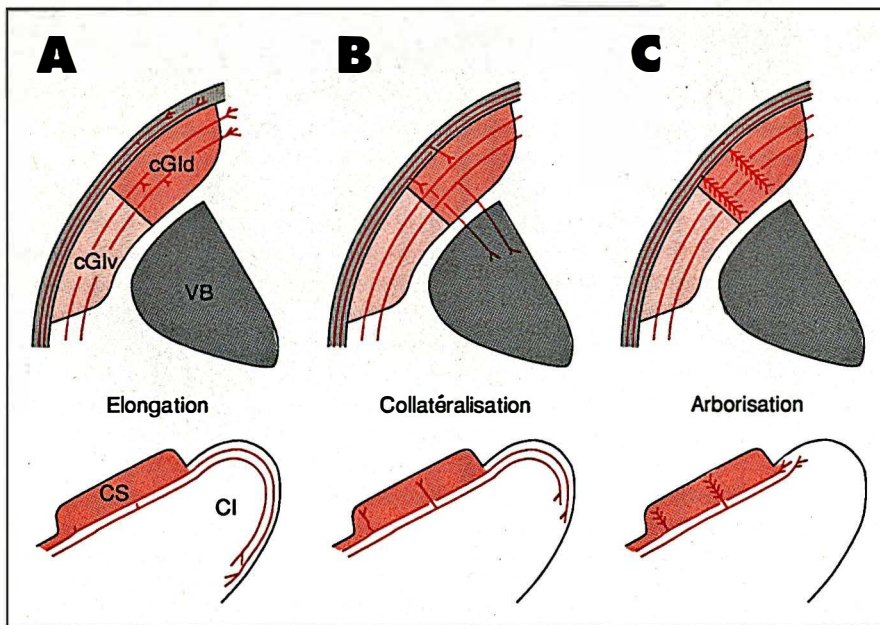 A B C
cGld
cGlv
VB
Elongation Collatéralisation Arborisation
CS
CI